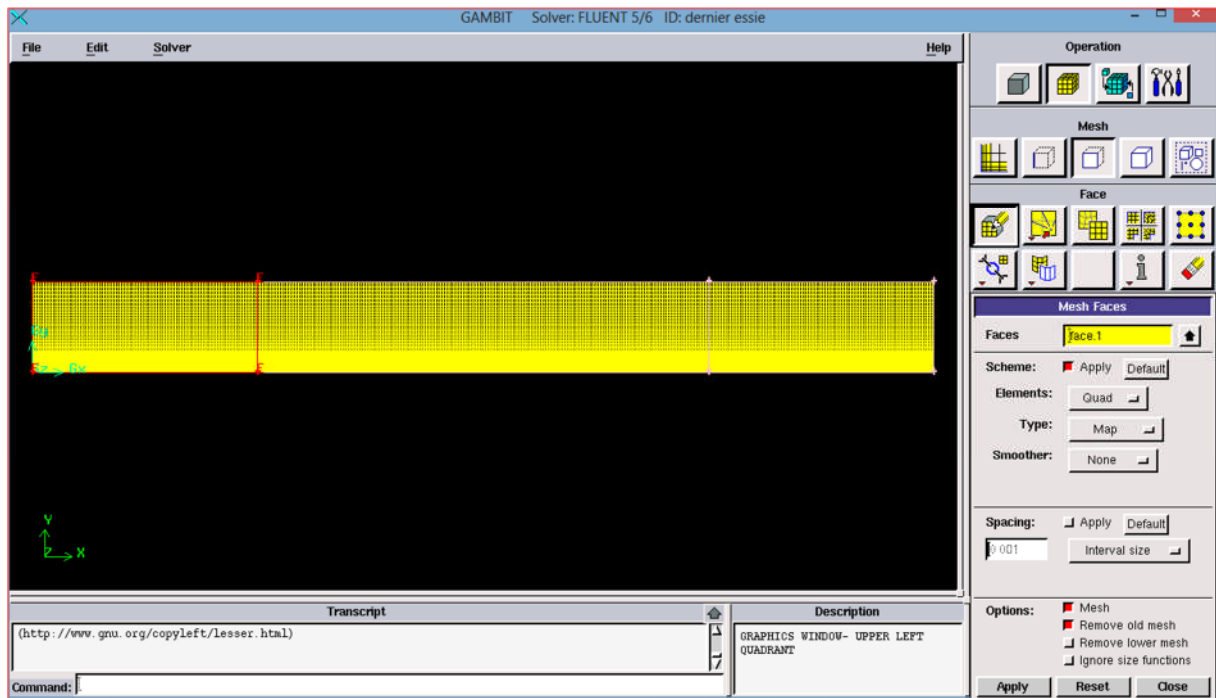 GAMBIT Solver: FLUENT 5/6 ID: dernier essie
File Edit Solver Help
Operation
Mesh
Face
Mesh Faces
Faces face.1
Scheme: Apply Default
Elements: Quad
Type: Map
Smoother: None
Spacing: Apply Default
0.001 Interval size
Options: Mesh
Remove old mesh
Remove lower mesh
Ignore size functions
Apply Reset Close
E E
Gy
Gx
E
Y
Z X
Transcript
(http://www.gnu.org/copyleft/lesser.html)
Description
GRAPHICS WINDOW- UPPER LEFT
QUADRANT
Command: